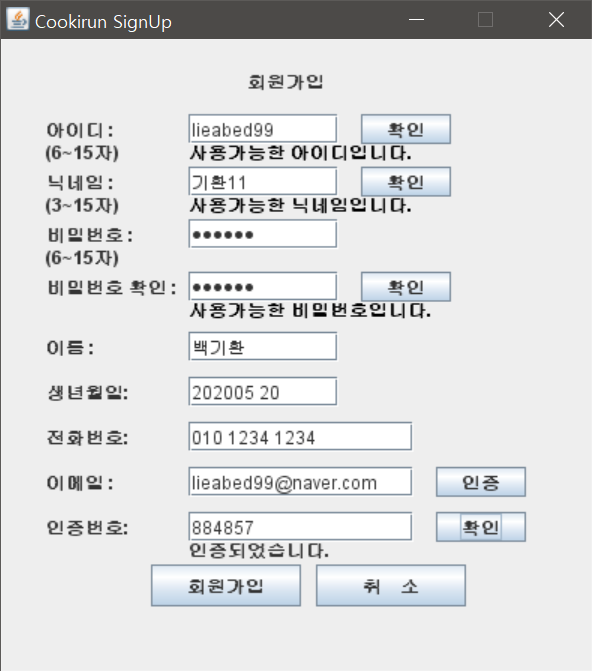 Cookirun SignUp
회원가입
아이디 : lieabed99 확인
(6~15자) 사용가능한 아이디입니다.
닉네임 : 기환11 확인
(3~15자) 사용가능한 닉네임입니다.
비밀번호 : ●●●●●●
(6~15자)
비밀번호 확인 : ●●●●●● 확인
사용가능한 비밀번호입니다.
이름 : 백기환
생년월일: 202005 20
전화번호: 010 1234 1234
이메일 : lieabed99@naver.com 인증
인증번호: 884857 확인
인증되었습니다.
회원가입 취 소